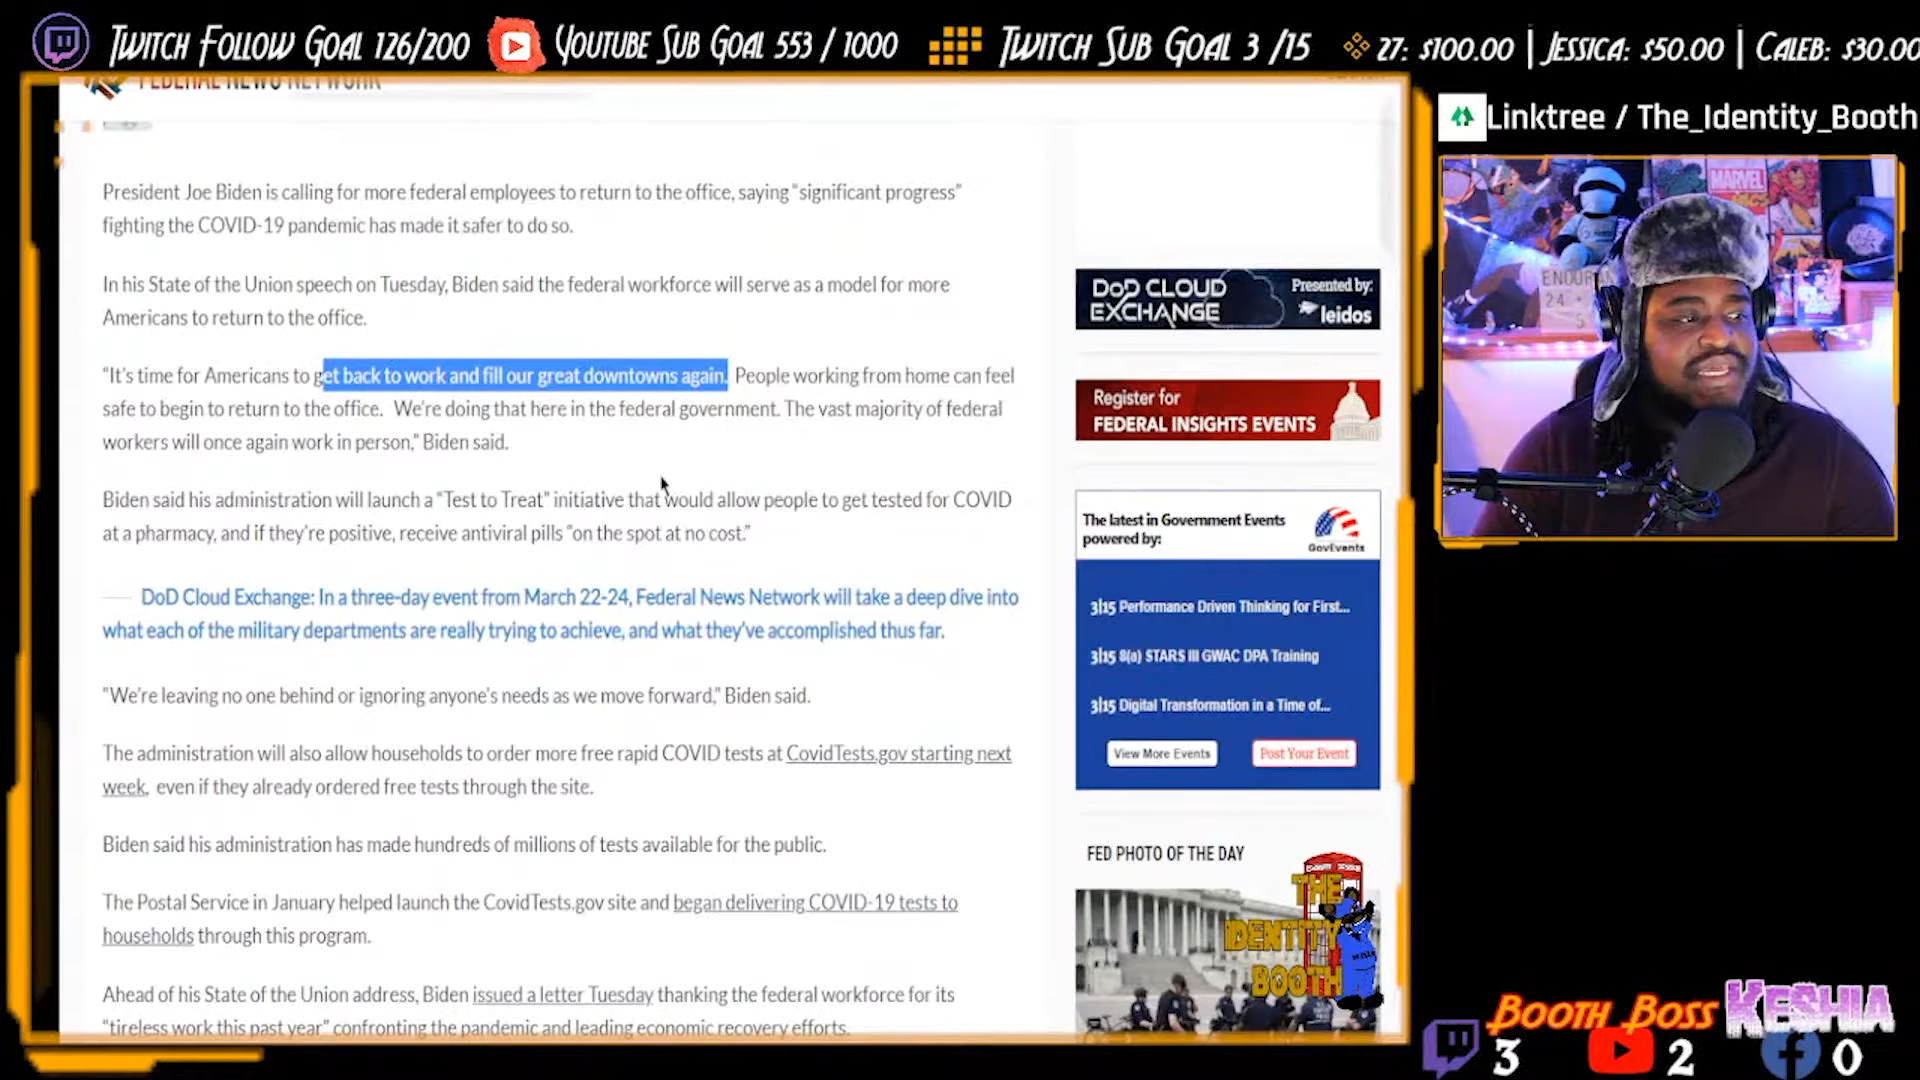 TWITCH FOLLOW GOAL 126/200
YOUTUBE SUB GOAL 553 / 1000
TWITCH SUB GOAL 3 /15
27: $100.00 | JESSICA: $50.00 | CALEB: $30.00
Linktree / The_Identity_Booth
FEDERAL NEWS NETWORK
President Joe Biden is calling for more federal employees to return to the office, saying “significant progress”
fighting the COVID-19 pandemic has made it safer to do so.
In his State of the Union speech on Tuesday, Biden said the federal workforce will serve as a model for more
Americans to return to the office.
“It’s time for Americans to get back to work and fill our great downtowns again. People working from home can feel
safe to begin to return to the office. We’re doing that here in the federal government. The vast majority of federal
workers will once again work in person,” Biden said.
Biden said his administration will launch a “Test to Treat” initiative that would allow people to get tested for COVID
at a pharmacy, and if they’re positive, receive antiviral pills “on the spot at no cost.”
DoD Cloud Exchange: In a three-day event from March 22-24, Federal News Network will take a deep dive into
what each of the military departments are really trying to achieve, and what they’ve accomplished thus far.
"We’re leaving no one behind or ignoring anyone’s needs as we move forward,” Biden said.
The administration will also allow households to order more free rapid COVID tests at CovidTests.gov starting next
week, even if they already ordered free tests through the site.
Biden said his administration has made hundreds of millions of tests available for the public.
The Postal Service in January helped launch the CovidTests.gov site and began delivering COVID-19 tests to
households through this program.
Ahead of his State of the Union address, Biden issued a letter Tuesday thanking the federal workforce for its
“tireless work this past year” confronting the pandemic and leading economic recovery efforts.
DOD CLOUD
EXCHANGE
Presented by:
leidos
Register for
FEDERAL INSIGHTS EVENTS
The latest in Government Events
powered by:
GovEvents
3|15 Performance Driven Thinking for First...
3|15 8(a) STARS III GWAC DPA Training
3|15 Digital Transformation in a Time of...
View More Events
Post Your Event
FED PHOTO OF THE DAY
THE
IDENTITY
BOOTH
MARVEL
24
5
BOOTH BOSS KESHIA
3
2
0